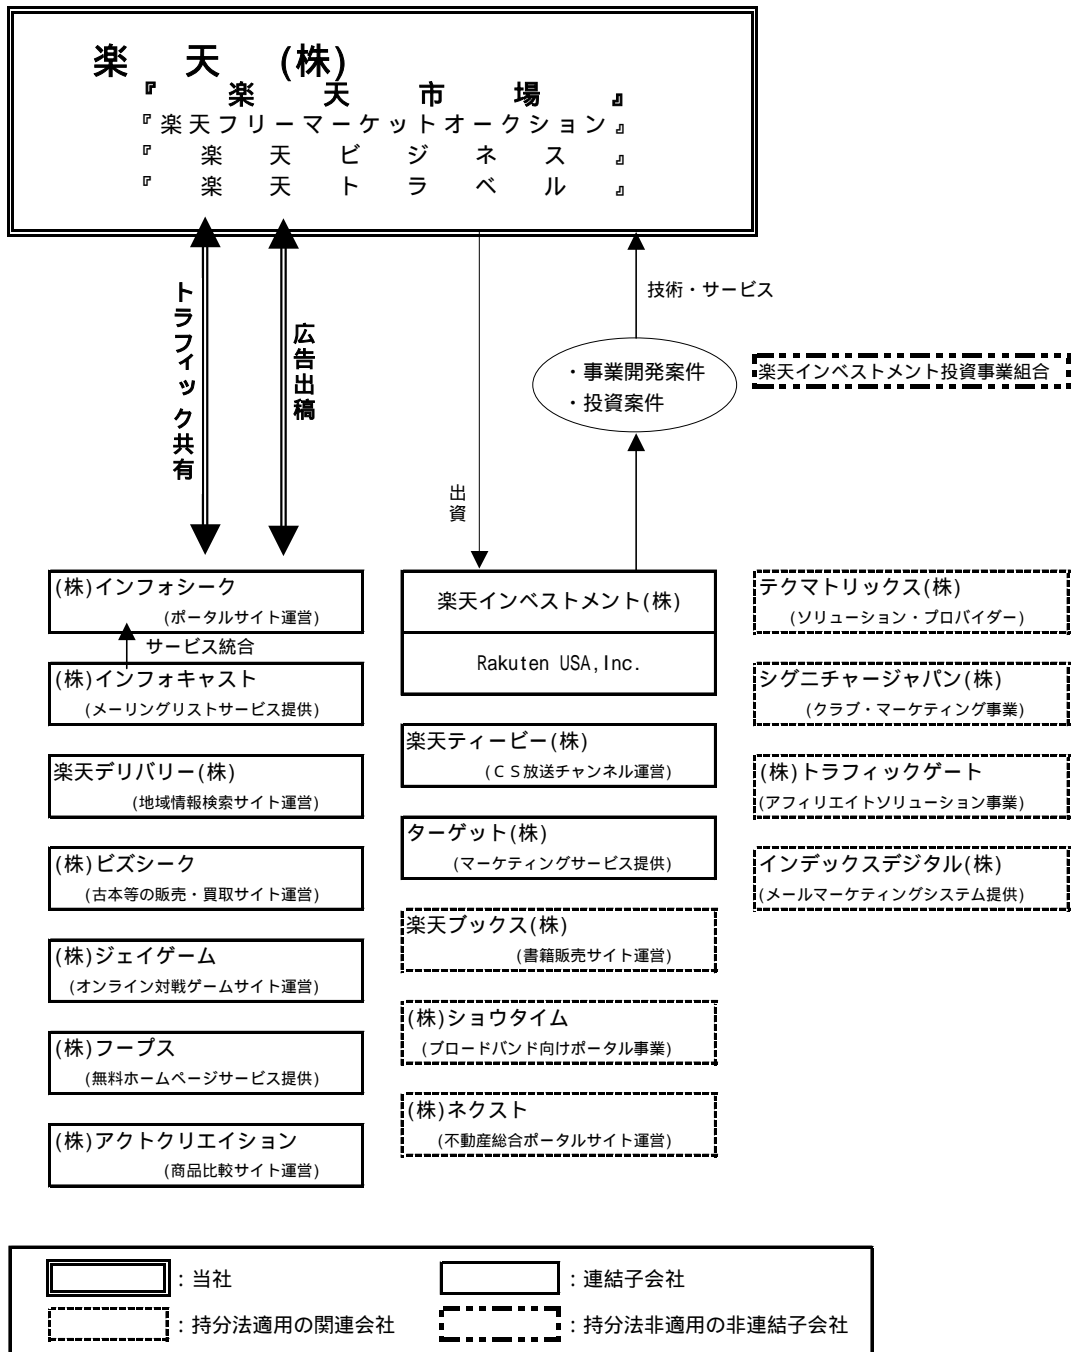 楽 天 (株)
『 楽 天 市 場 』
『楽天フリーマーケットオークション』
『 楽 天 ビ ジ ネ ス 』
『 楽 天 ト ラ ベ ル 』
トラフィック共有
広告出稿
出資
技術・サービス
・事業開発案件
・投資案件
楽天インベストメント投資事業組合
(株)インフォシーク
(ポータルサイト運営)
サービス統合
(株)インフォキャスト
(メーリングリストサービス提供)
楽天デリバリー(株)
(地域情報検索サイト運営)
(株)ビズシーク
(古本等の販売・買取サイト運営)
(株)ジェイゲーム
(オンライン対戦ゲームサイト運営)
(株)フープス
(無料ホームページサービス提供)
(株)アクトクリエイション
(商品比較サイト運営)
楽天インベストメント(株)
Rakuten USA,Inc.
楽天ティービー(株)
(CS放送チャンネル運営)
ターゲット(株)
(マーケティングサービス提供)
楽天ブックス(株)
(書籍販売サイト運営)
(株)ショウタイム
(ブロードバンド向けポータル事業)
(株)ネクスト
(不動産総合ポータルサイト運営)
テクマトリックス(株)
(ソリューション・プロバイダー)
シグニチャージャパン(株)
(クラブ・マーケティング事業)
(株)トラフィックゲート
(アフィリエイトソリューション事業)
インデックスデジタル(株)
(メールマーケティングシステム提供)
:当社
:連結子会社
:持分法適用の関連会社
:持分法非適用の非連結子会社